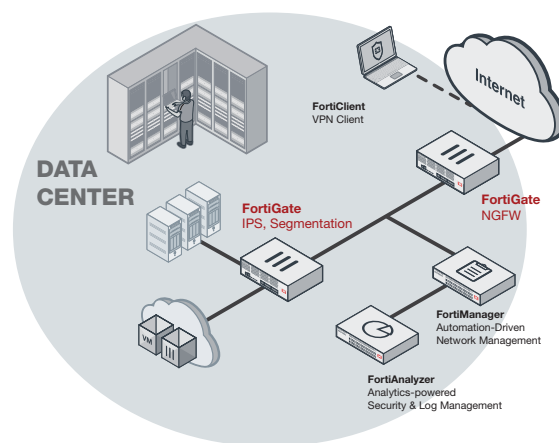 Internet
FortiClient
VPN Client
DATA
CENTER
FortiGate
IPS, Segmentation
FortiGate
NGFW
VM
FortiManager
Automation-Driven
Network Management
FortiAnalyzer
Analytics-powered
Security & Log Management